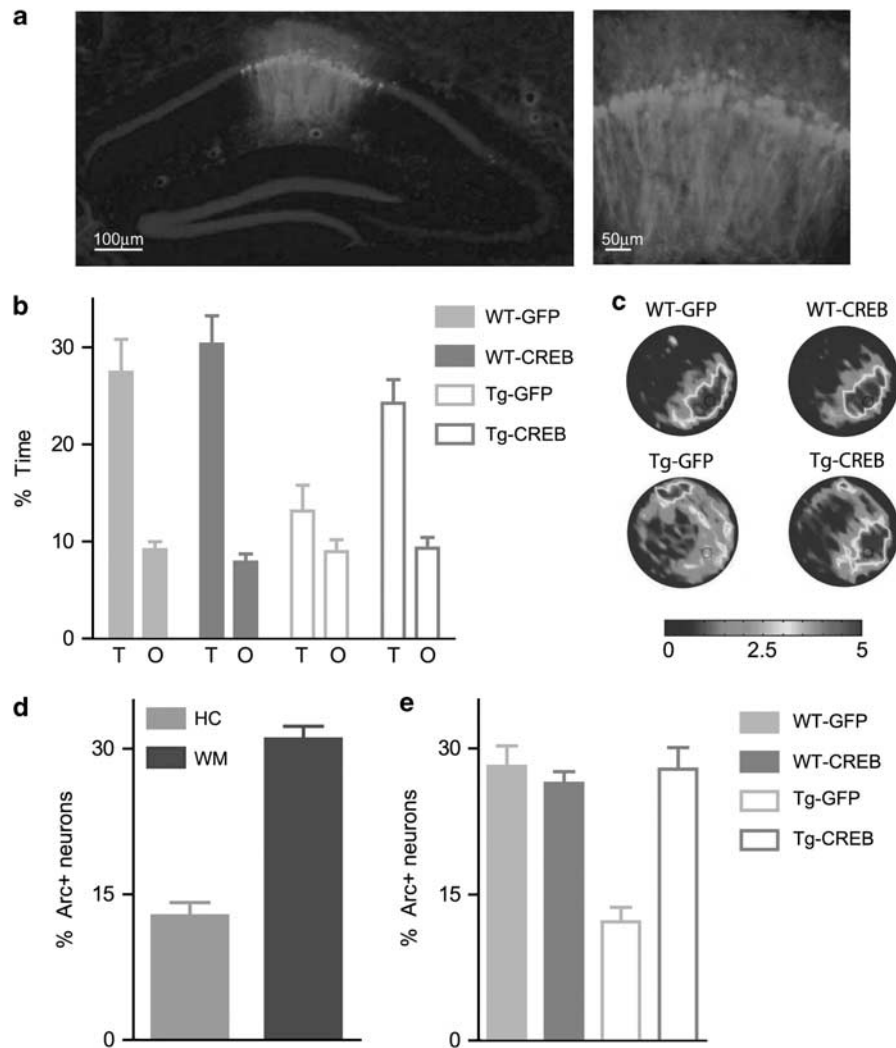 a
100µm
50µm
b
% Time
30
20
10
0
T O T O T O T O
WT-GFP
WT-CREB
Tg-GFP
Tg-CREB
c
WT-GFP WT-CREB
Tg-GFP Tg-CREB
0 2.5 5
d
% Arc+ neurons
30
15
0
HC
WM
e
% Arc+ neurons
30
15
0
WT-GFP
WT-CREB
Tg-GFP
Tg-CREB